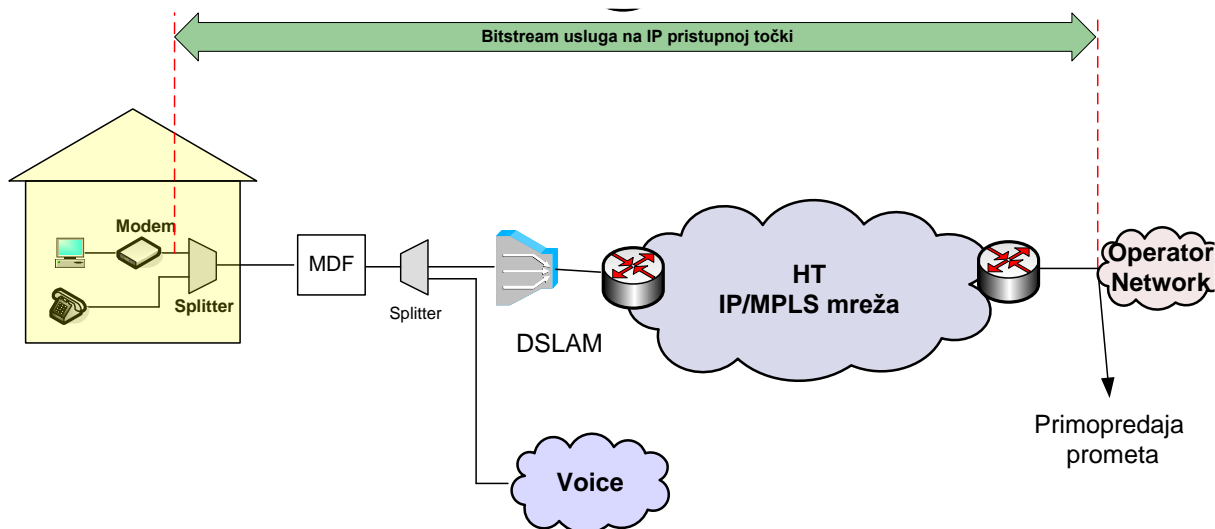 Bitstream usluga na IP pristupnoj točki
Modem
Splitter
MDF
Splitter
DSLAM
HT
IP/MPLS mreža
Operator
Network
Primopredaja
prometa
Voice